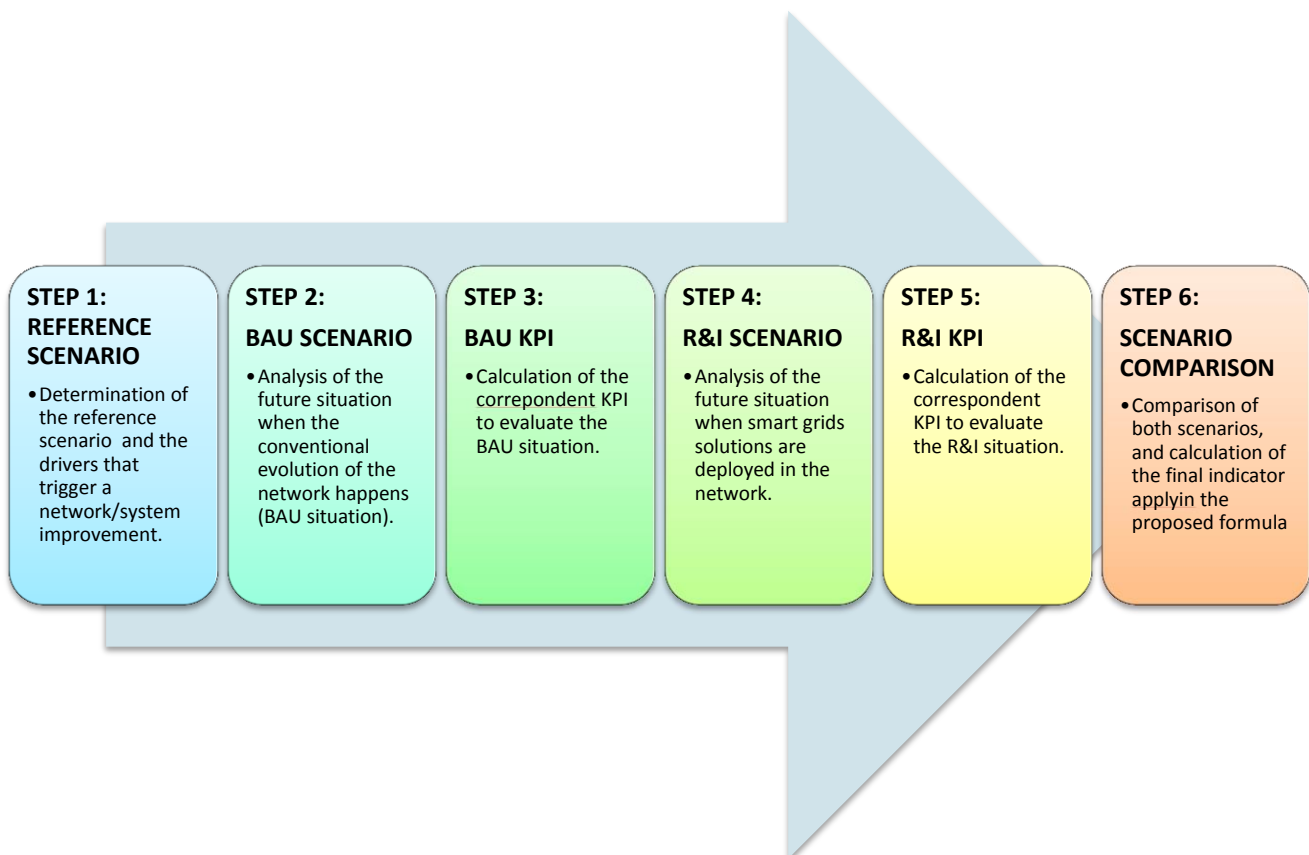 STEP 1:
REFERENCE
SCENARIO
•Determination of
the reference
scenario and the
drivers that
trigger a
network/system
improvement.
STEP 2:
BAU SCENARIO
•Analysis of the
future situation
when the
conventional
evolution of the
network happens
(BAU situation).
STEP 3:
BAU KPI
•Calculation of the
correpondent KPI
to evaluate the
BAU situation.
STEP 4:
R&I SCENARIO
•Analysis of the
future situation
when smart grids
solutions are
deployed in the
network.
STEP 5:
R&I KPI
•Calculation of the
correspondent
KPI to evaluate
the R&I situation.
STEP 6:
SCENARIO
COMPARISON
•Comparison of
both scenarios,
and calculation of
the final indicator
applyin the
proposed formula